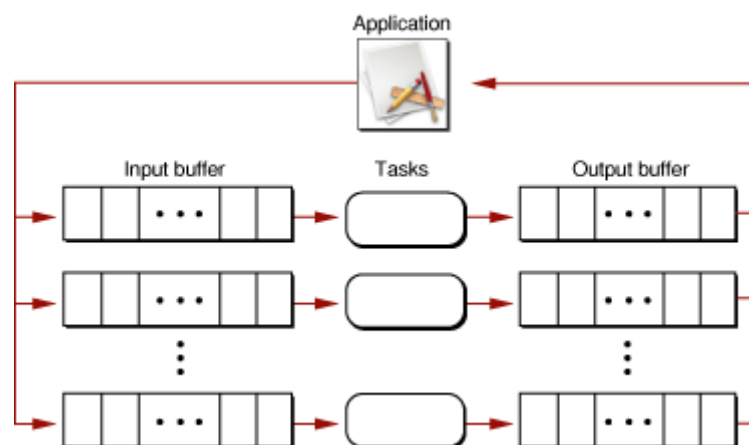 Application
Input buffer
Tasks
Output buffer